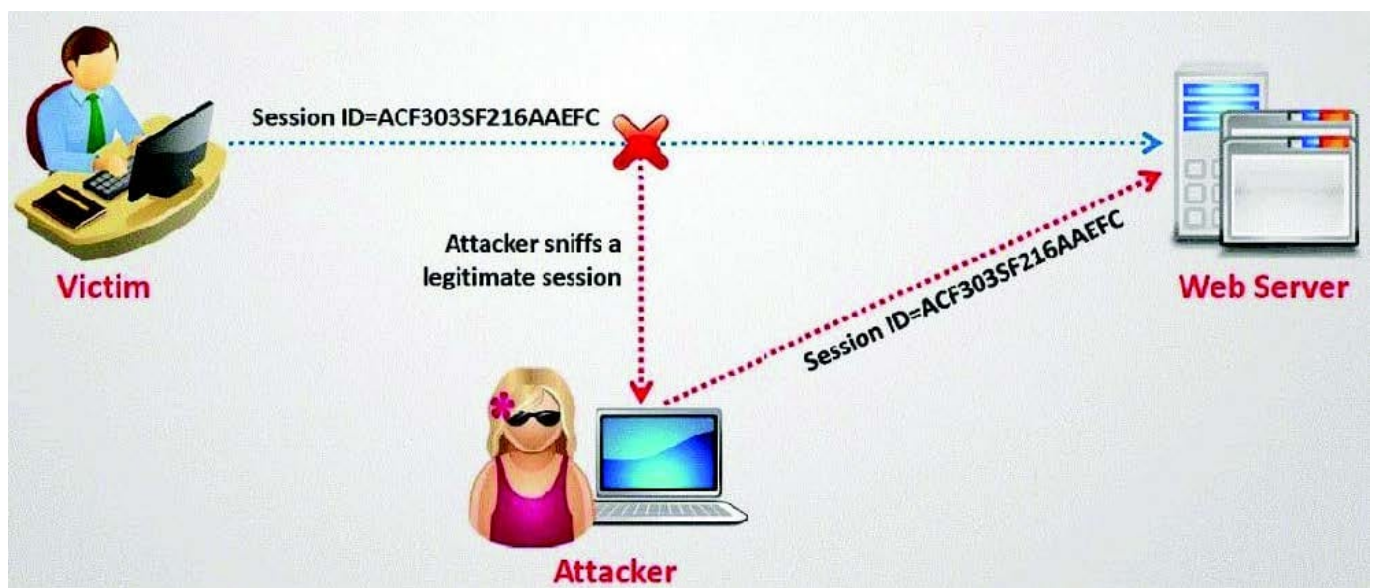 Session ID=ACF303SF216AAEFC
Attacker sniffs a
legitimate session
Victim
Session ID=ACF303SF216AAEFC
Web Server
Attacker